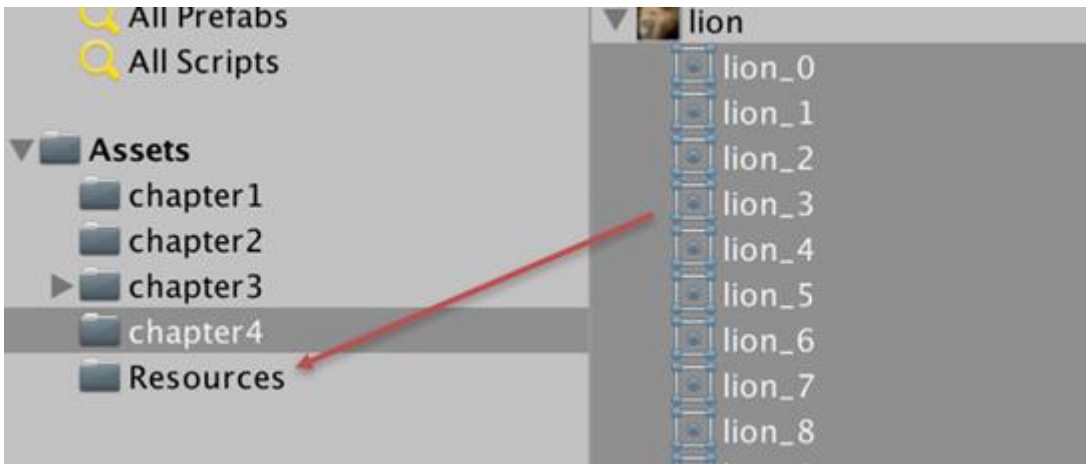 All Prefabs
All Scripts
Assets
chapter1
chapter2
chapter3
chapter4
Resources
lion
lion_0
lion_1
lion_2
lion_3
lion_4
lion_5
lion_6
lion_7
lion_8